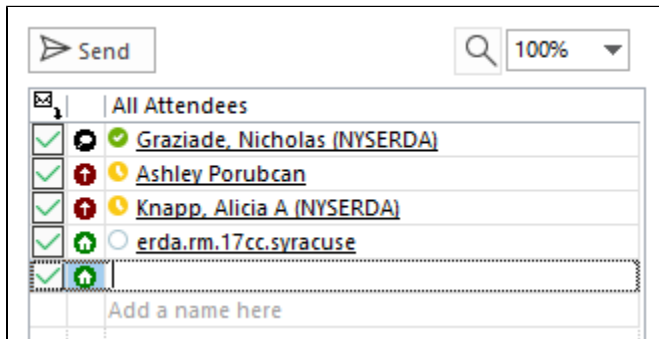 Send
100%
All Attendees
Graziade, Nicholas (NYSERDA)
Ashley Porubcan
Knapp, Alicia A (NYSERDA)
erda.rm.17cc.syracuse
Add a name here